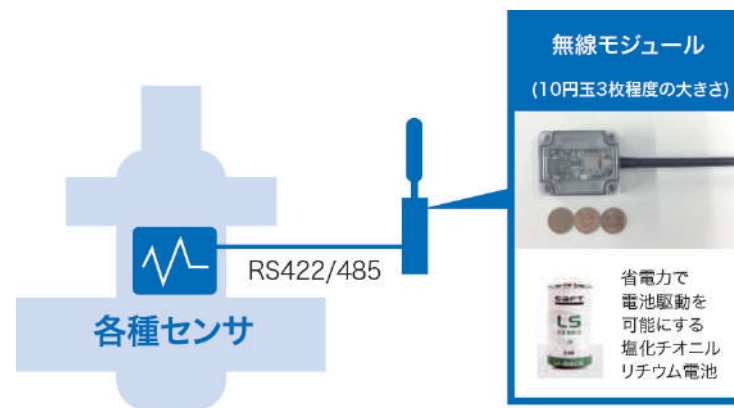 無線モジュール
(10円玉3枚程度の大きさ)
RS422/485
各種センサ
saft
LS
省電力で
電池駆動を
可能にする
塩化チオニル
リチウム電池